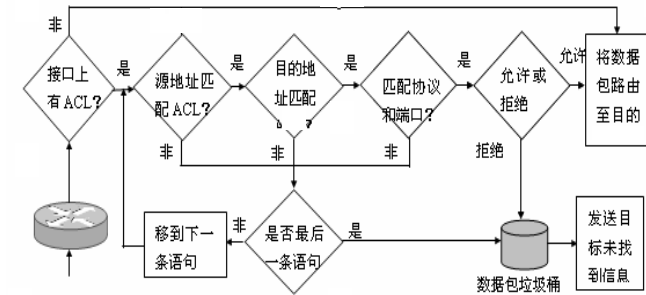 非
接口上
有ACL?
是
源地址匹
配ACL?
是
目的地
址匹配
是
匹配协议
和端口?
是
允许或
拒绝
允许
将数据
包路由
至目的
非
非
非
拒绝
移到下一
条语句
非
是否最后
一条语句
是
数据包垃圾桶
发送目
标未找
到信息